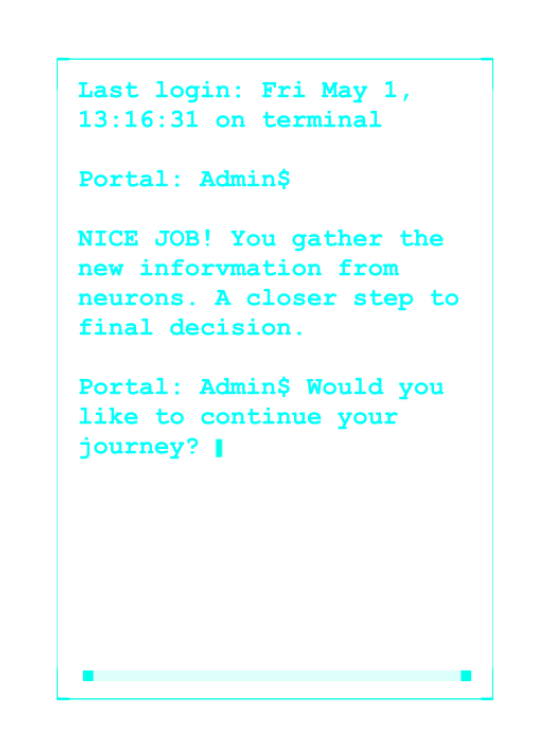 Last login: Fri May 1,
13:16:31 on terminal
Portal: Admin$
NICE JOB! You gather the
new inforvmation from
neurons. A closer step to
final decision.
Portal: Admin$ Would you
like to continue your
journey?